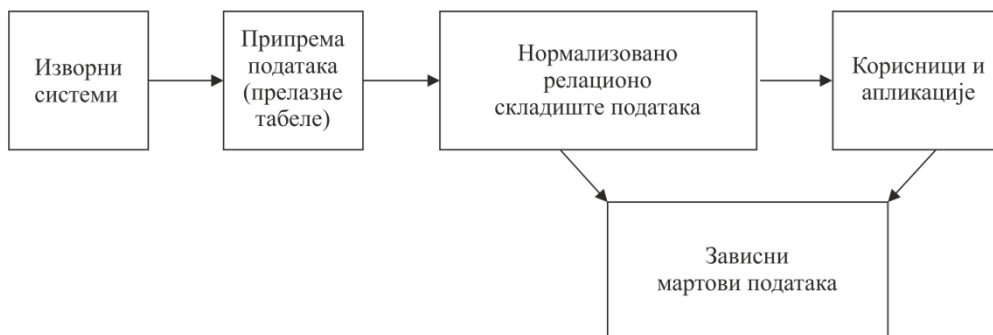 Изворни
системи
Припрема
података
(прелазне
табеле)
Нормализовано
релационо
складиште података
Корисници и
апликације
Зависни
мартови података